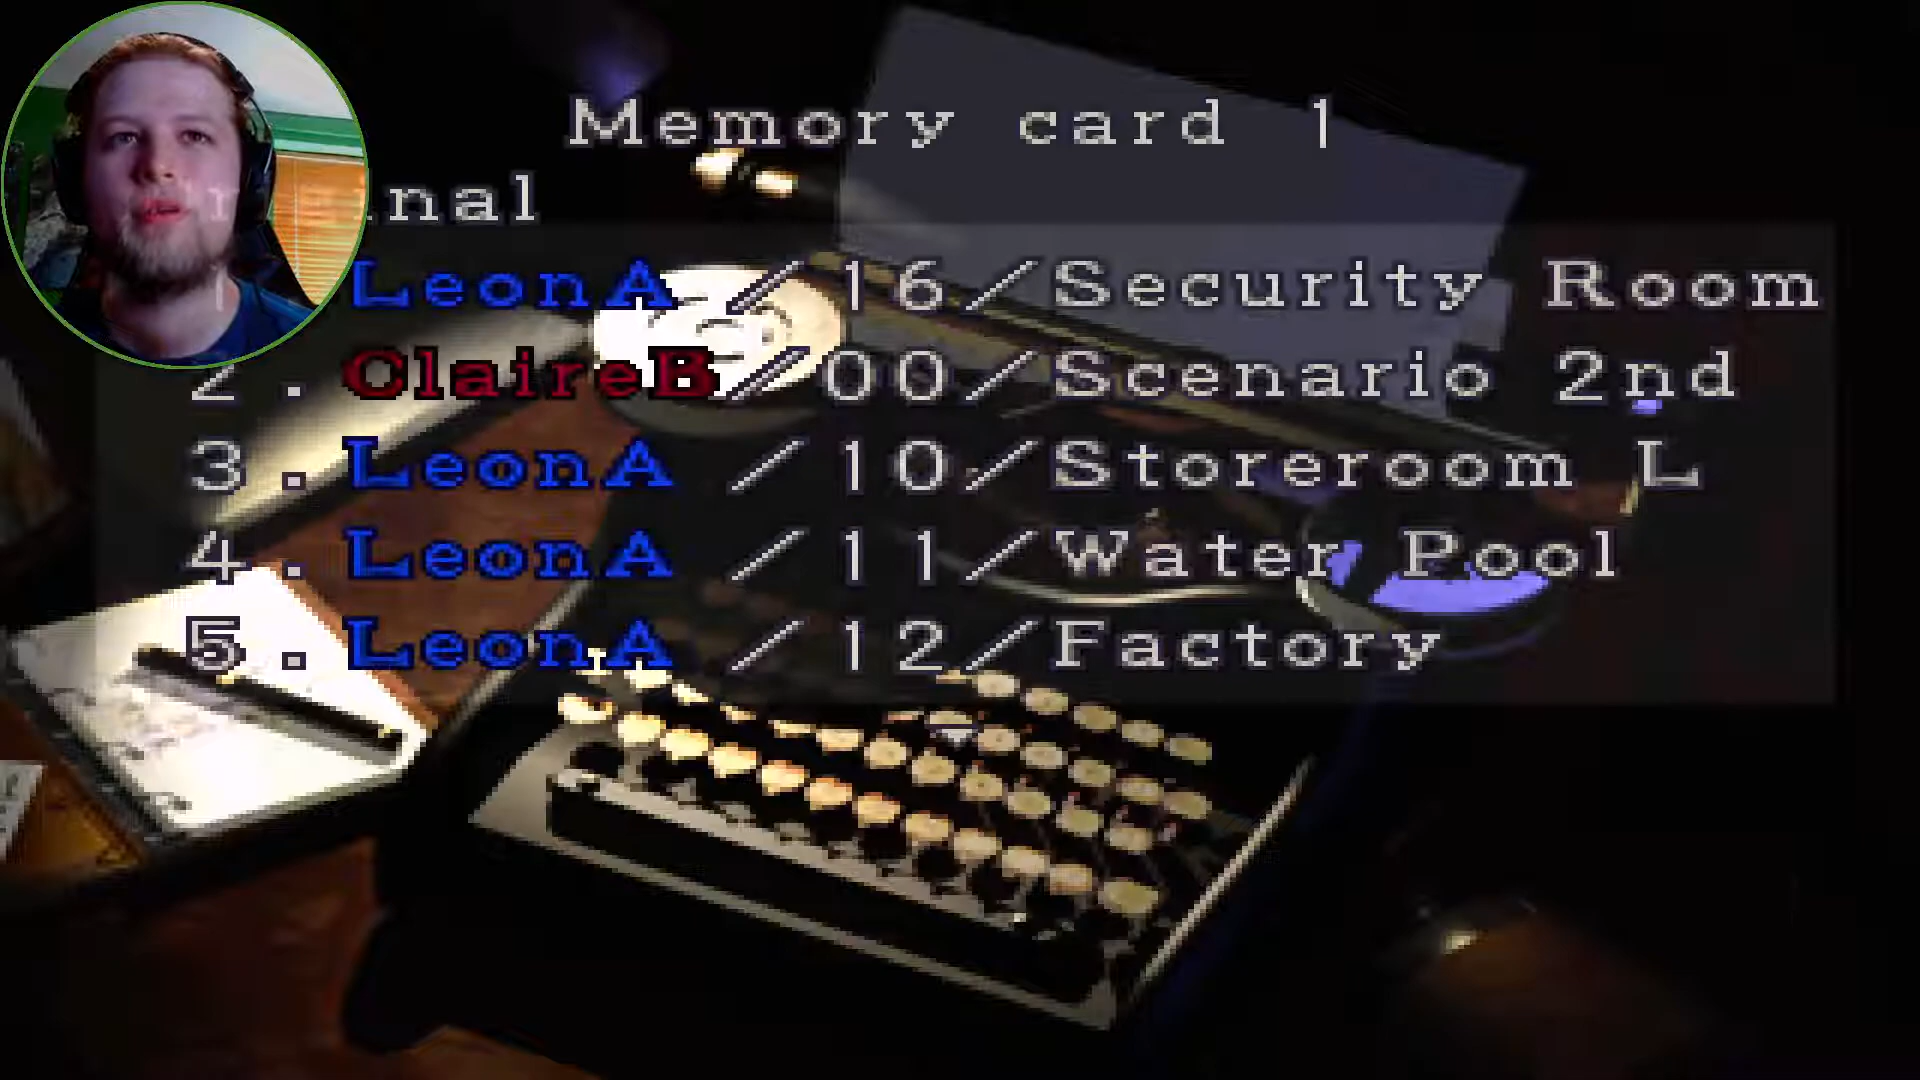 Memory card 1
nal
LeonA /16/Security Room
2. ClaireB/00/Scenario 2nd
3. LeonA /10/Storeroom L
4. LeonA /11/Water Pool
5. LeonA /12/Factory